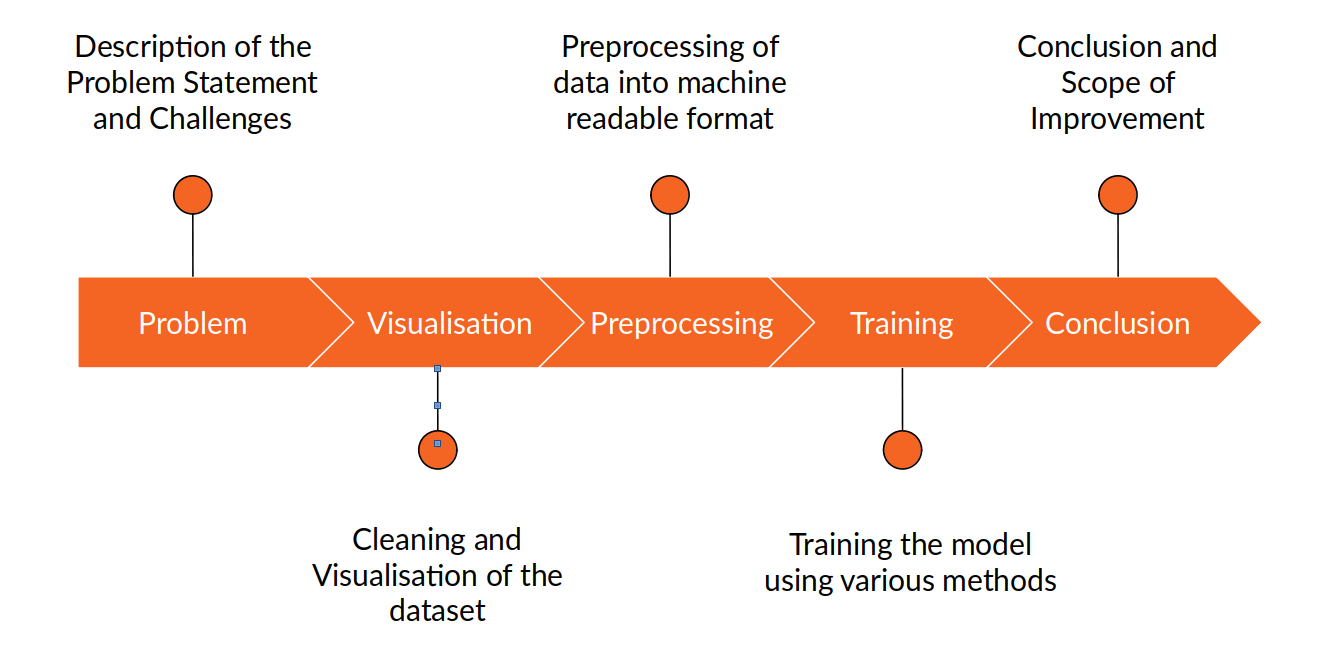 Description of the
Problem Statement
and Challenges
Preprocessing of
data into machine
readable format
Conclusion and
Scope of
Improvement
Problem
Visualisation
Preprocessing
Training
Conclusion
Cleaning and
Visualisation of the
dataset
Training the model
using various methods